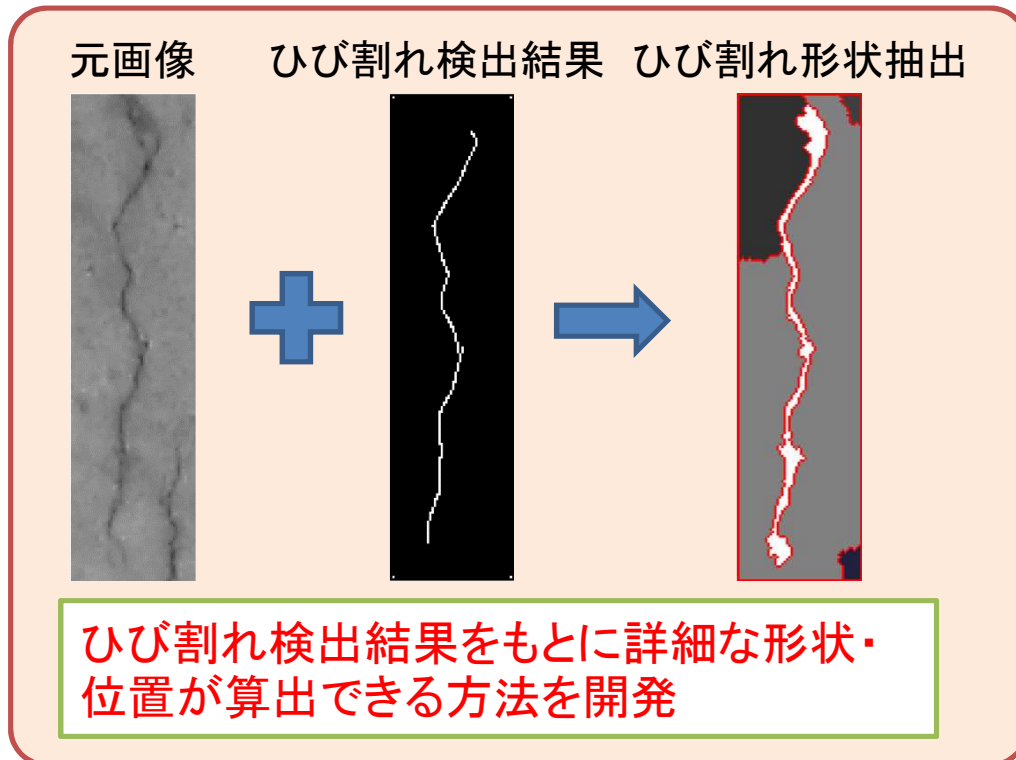 元画像
ひび割れ検出結果
ひび割れ形状抽出
ひび割れ検出結果をもとに詳細な形状・
位置が算出できる方法を開発